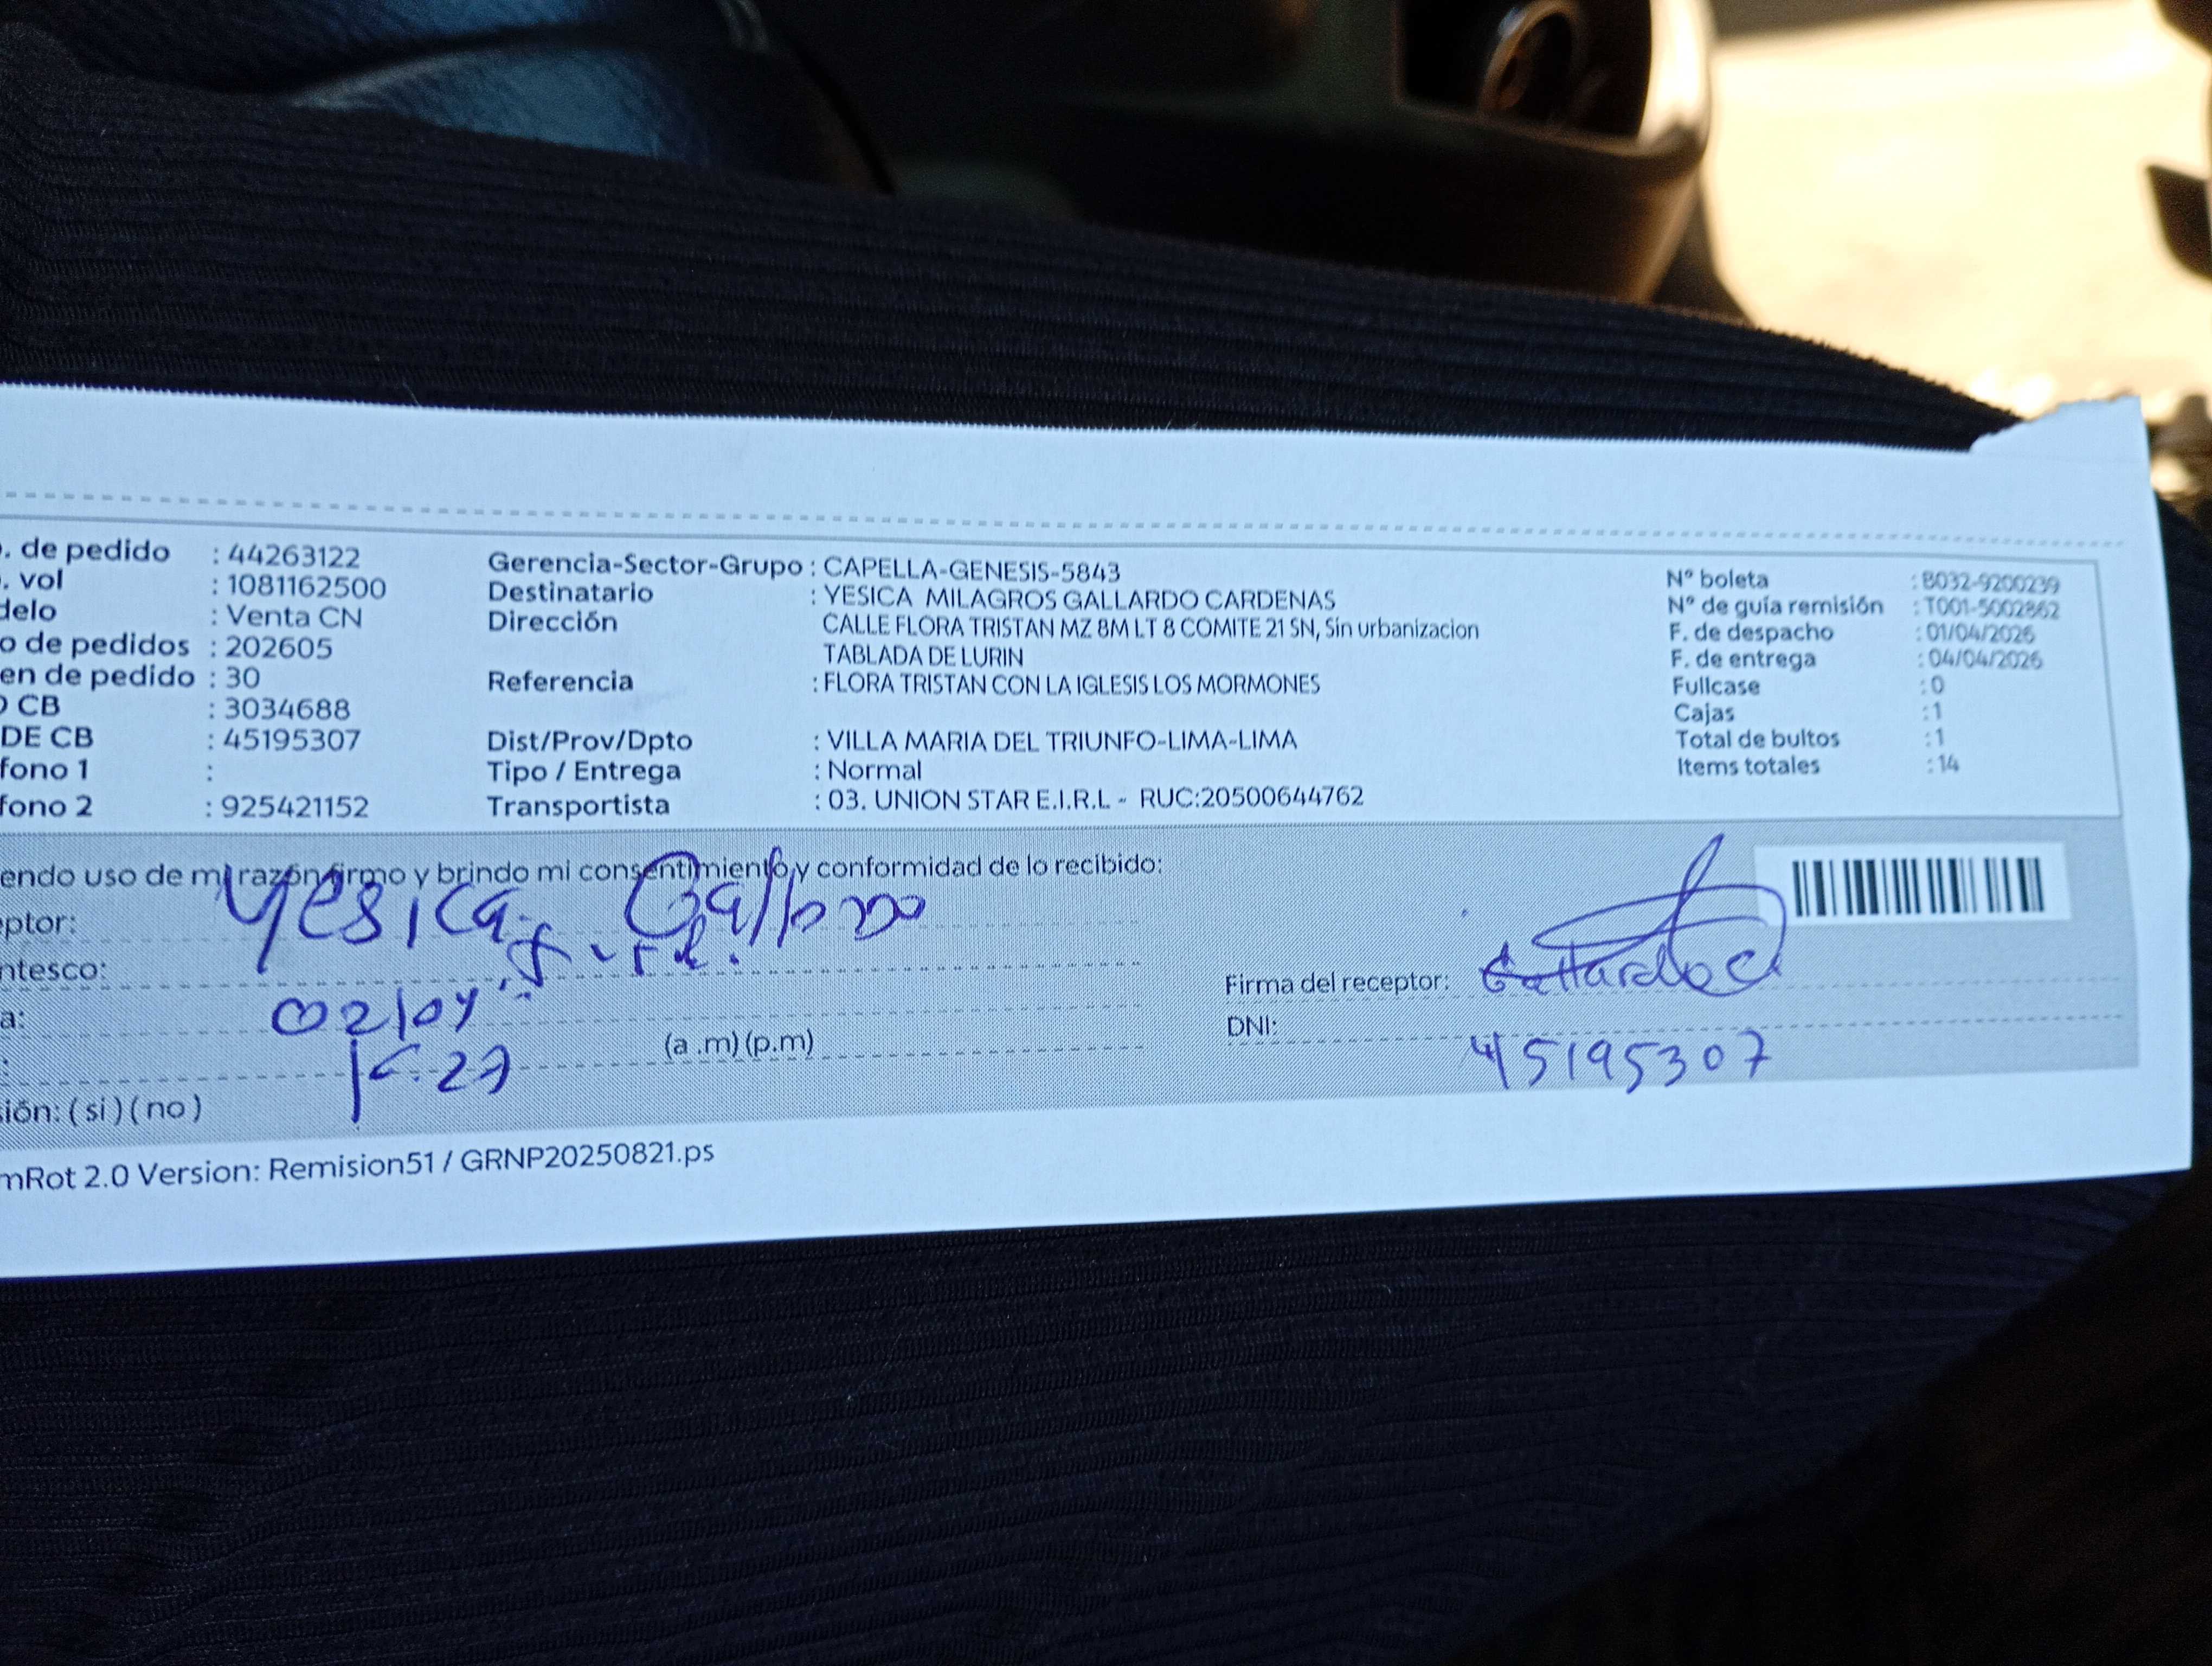 . de pedido : 44263122
. vol : 1081162500
delo : Venta CN
o de pedidos : 202605
en de pedido : 30
O CB : 3034688
DE CB : 45195307
fono 1 :
fono 2 : 925421152
Gerencia-Sector-Grupo : CAPELLA-GENESIS-5843
Destinatario : YESICA MILAGROS GALLARDO CARDENAS
Dirección CALLE FLORA TRISTAN MZ 8M LT 8 COMITE 21 SN, Sin urbanizacion
TABLADA DE LURIN
Referencia : FLORA TRISTAN CON LA IGLESIS LOS MORMONES
Dist/Prov/Dpto : VILLA MARIA DEL TRIUNFO-LIMA-LIMA
Tipo / Entrega : Normal
Transportista : 03. UNION STAR E.I.R.L - RUC:20500644762
N° boleta : B032-9200239
N° de guía remisión : T001-5002862
F. de despacho : 01/04/2026
F. de entrega : 04/04/2026
Fullcase : 0
Cajas : 1
Total de bultos : 1
Items totales : 14
endo uso de mi razón firmo y brindo mi consentimiento y conformidad de lo recibido:
ptor: Yesica Gallardo
ntesco:
a: 02/04
: (a .m) (p.m)
sión: ( si ) ( no )
Firma del receptor: Gallardo C
DNI: 45195307
mRot 2.0 Version: Remision51 / GRNP20250821.ps